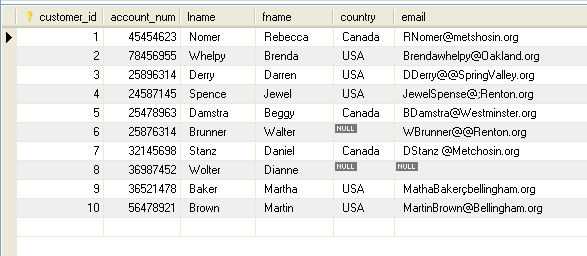 customer_id account_num lname fname country email
1 45454623 Nomer Rebecca Canada RNomer@metshosin.org
2 78456955 Whelpy Brenda USA Brendawhelpy@Oakland.org
3 25896314 Derry Darren USA DDerry@@SpringValley.org
4 24587145 Spence Jewel USA JewelSpense@;Renton.org
5 25478963 Damstra Beggy Canada BDamstra@Westminster.org
6 25876314 Brunner Walter NULL WBrunner@@Renton.org
7 32145698 Stanz Daniel Canada DStanz @Metchosin.org
8 36987452 Wolter Dianne NULL NULL
9 36521478 Baker Martha USA MathaBakerçbellingham.org
10 56478921 Brown Martin USA MartinBrown@Bellingham.org